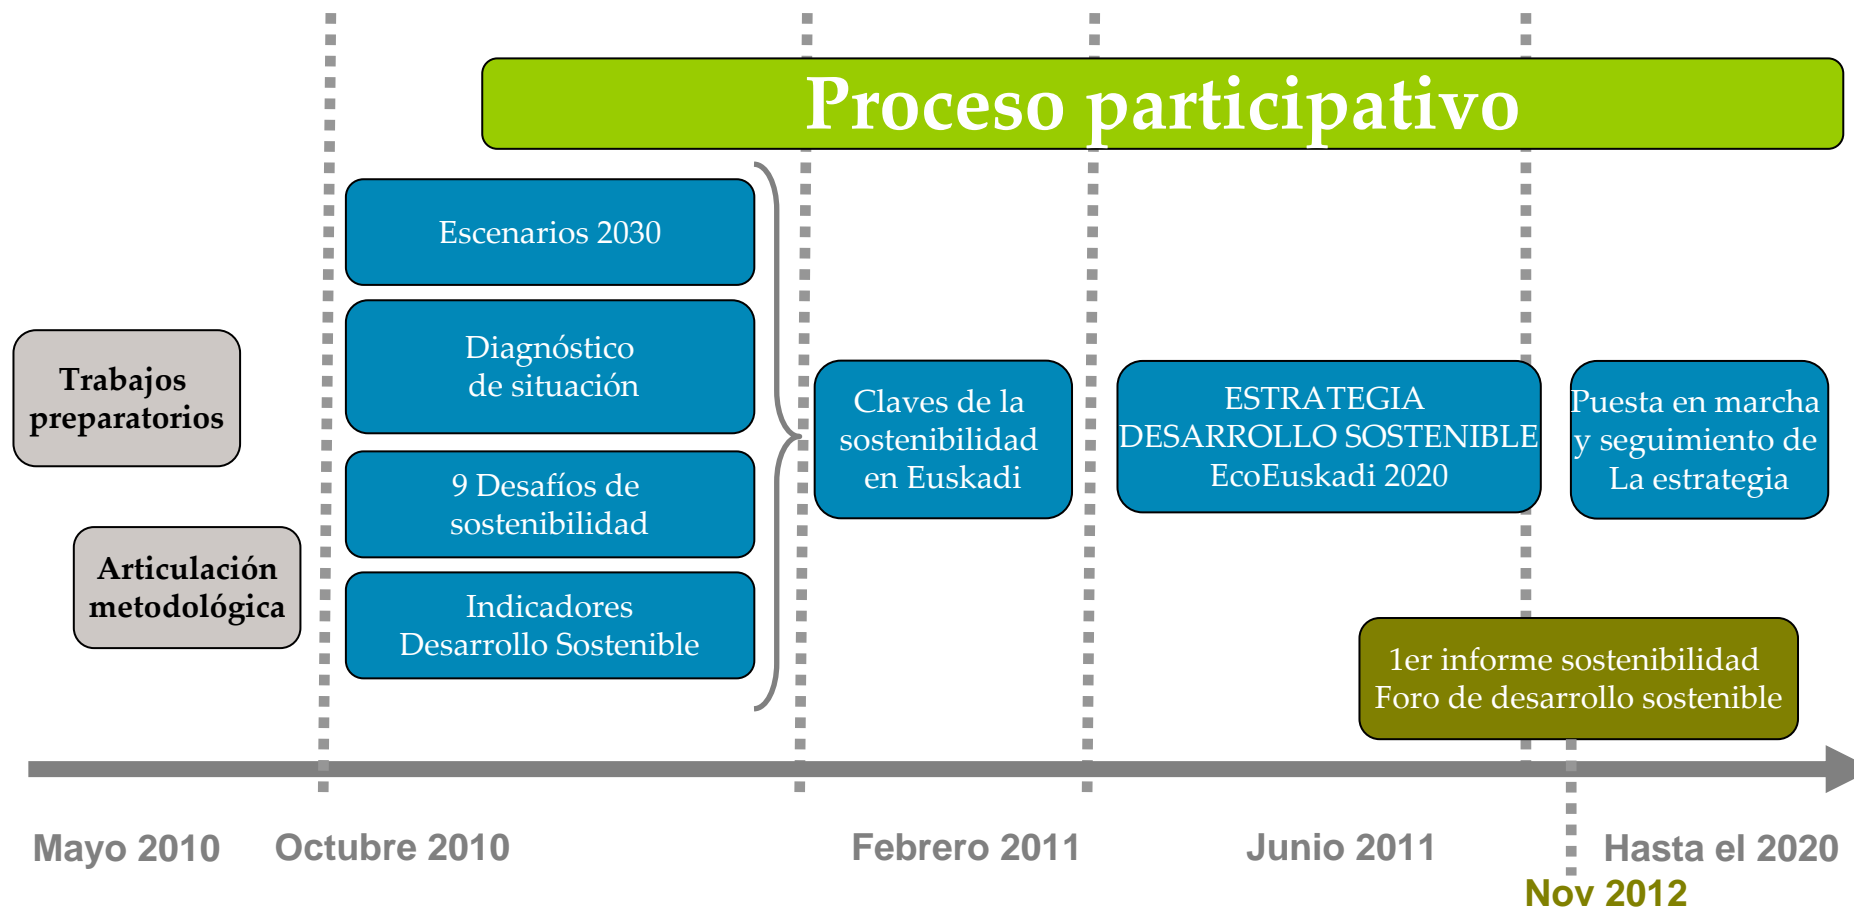 Proceso participativo
Trabajos
preparatorios
Articulación
metodológica
Escenarios 2030
Diagnóstico
de situación
9 Desafíos de
sostenibilidad
Indicadores
Desarrollo Sostenible
Claves de la
sostenibilidad
en Euskadi
ESTRATEGIA
DESARROLLO SOSTENIBLE
EcoEuskadi 2020
Puesta en marcha
y seguimiento de
La estrategia
1er informe sostenibilidad
Foro de desarrollo sostenible
Mayo 2010
Octubre 2010
Febrero 2011
Junio 2011
Hasta el 2020
Nov 2012